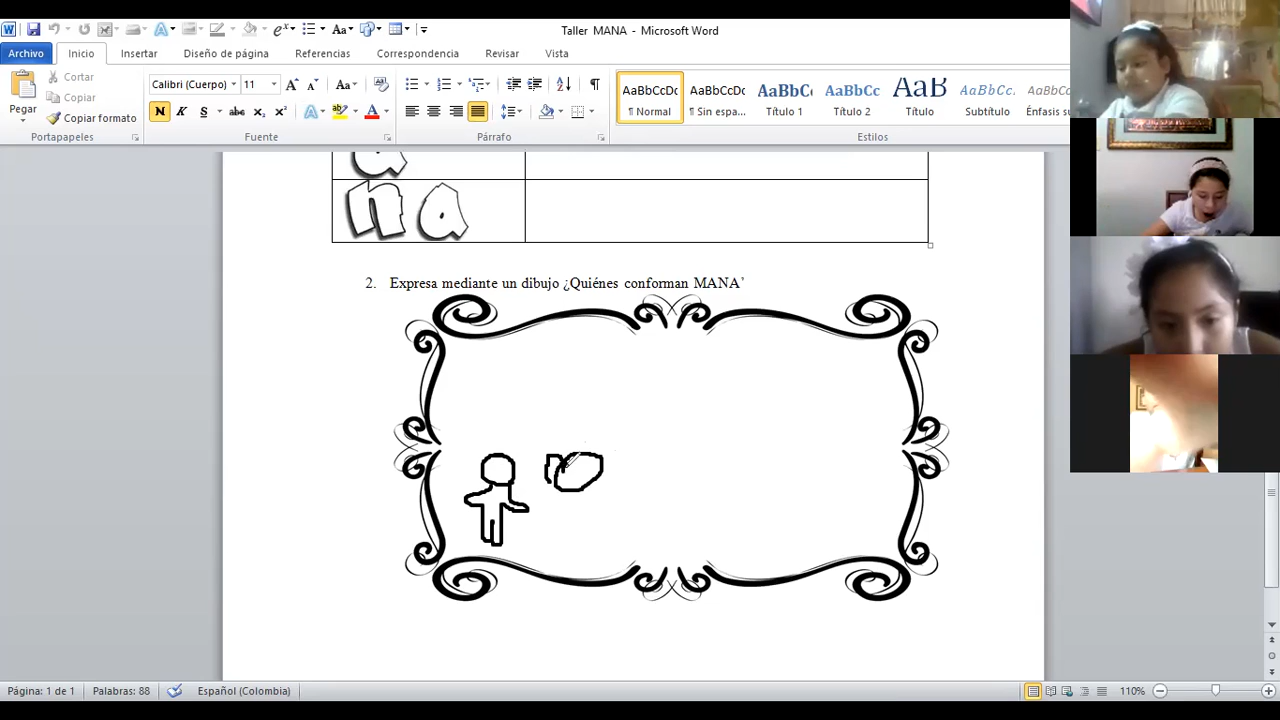 Taller MANA - Microsoft Word
Archivo Inicio Insertar Diseño de página Referencias Correspondencia Revisar Vista
Cortar
Copiar
Copiar formato
Pegar
Portapapeles
Calibri (Cuerpo) 11
N K S abc x₂ x² A
Fuente
Párrafo
AaBbCcDc AaBbCcDc AaBbCc AaBbCc AaB AaBbCc. AaBbCc
¶ Normal ¶ Sin espa... Título 1 Título 2 Título Subtítulo Énfasis su
Estilos
a
n a
2. Expresa mediante un dibujo ¿Quiénes conforman MANA'
Página: 1 de 1 Palabras: 88 Español (Colombia) 110%